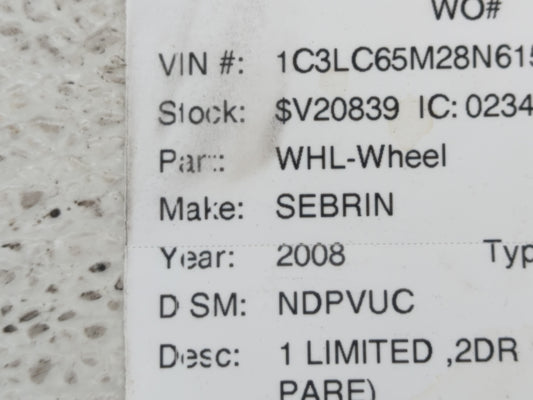 WO#
VIN #: 1C3LC65M28N615
Stock: $V20839 IC: 0234
Part: WHL-Wheel
Make: SEBRIN
Year: 2008 Typ
D SM: NDPVUC
Desc: 1 LIMITED ,2DR
PARE)